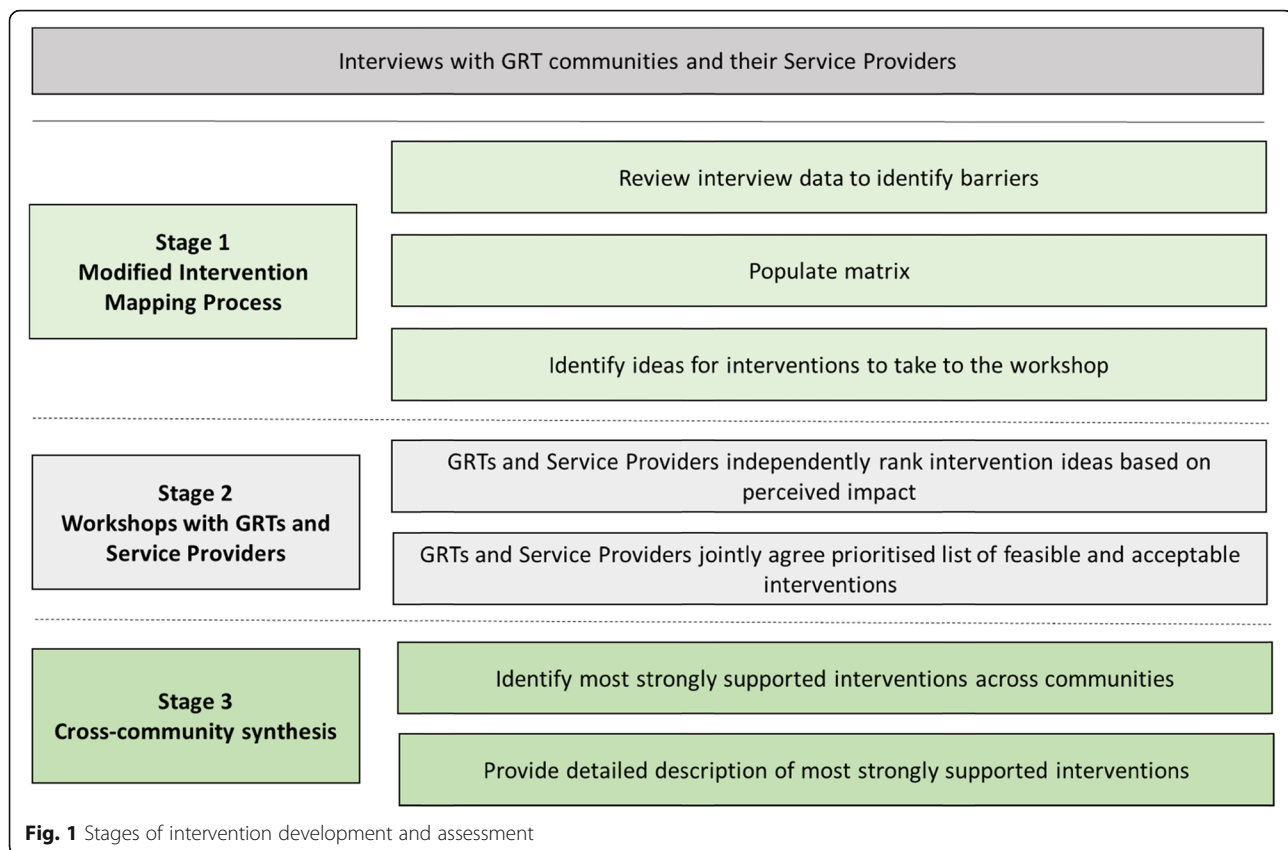 Interviews with GRT communities and their Service Providers
Stage 1
Modified Intervention
Mapping Process
Review interview data to identify barriers
Populate matrix
Identify ideas for interventions to take to the workshop
Stage 2
Workshops with GRTs and
Service Providers
GRTs and Service Providers independently rank intervention ideas based on
perceived impact
GRTs and Service Providers jointly agree prioritised list of feasible and acceptable
interventions
Stage 3
Cross-community synthesis
Identify most strongly supported interventions across communities
Provide detailed description of most strongly supported interventions
Fig. 1 Stages of intervention development and assessment